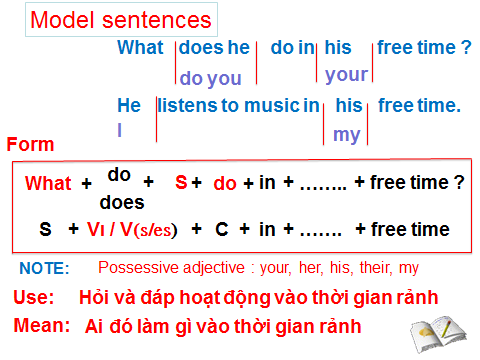 Model sentences
What does he do in his free time ?
do you your
He listens to music in his free time.
I my
Form
What + do + S + do + in + …….. + free time ?
does
S + Vı / V(s/es) + C + in + ……. + free time
NOTE: Possessive adjective : your, her, his, their, my
Use: Hỏi và đáp hoạt động vào thời gian rảnh
Mean: Ai đó làm gì vào thời gian rảnh